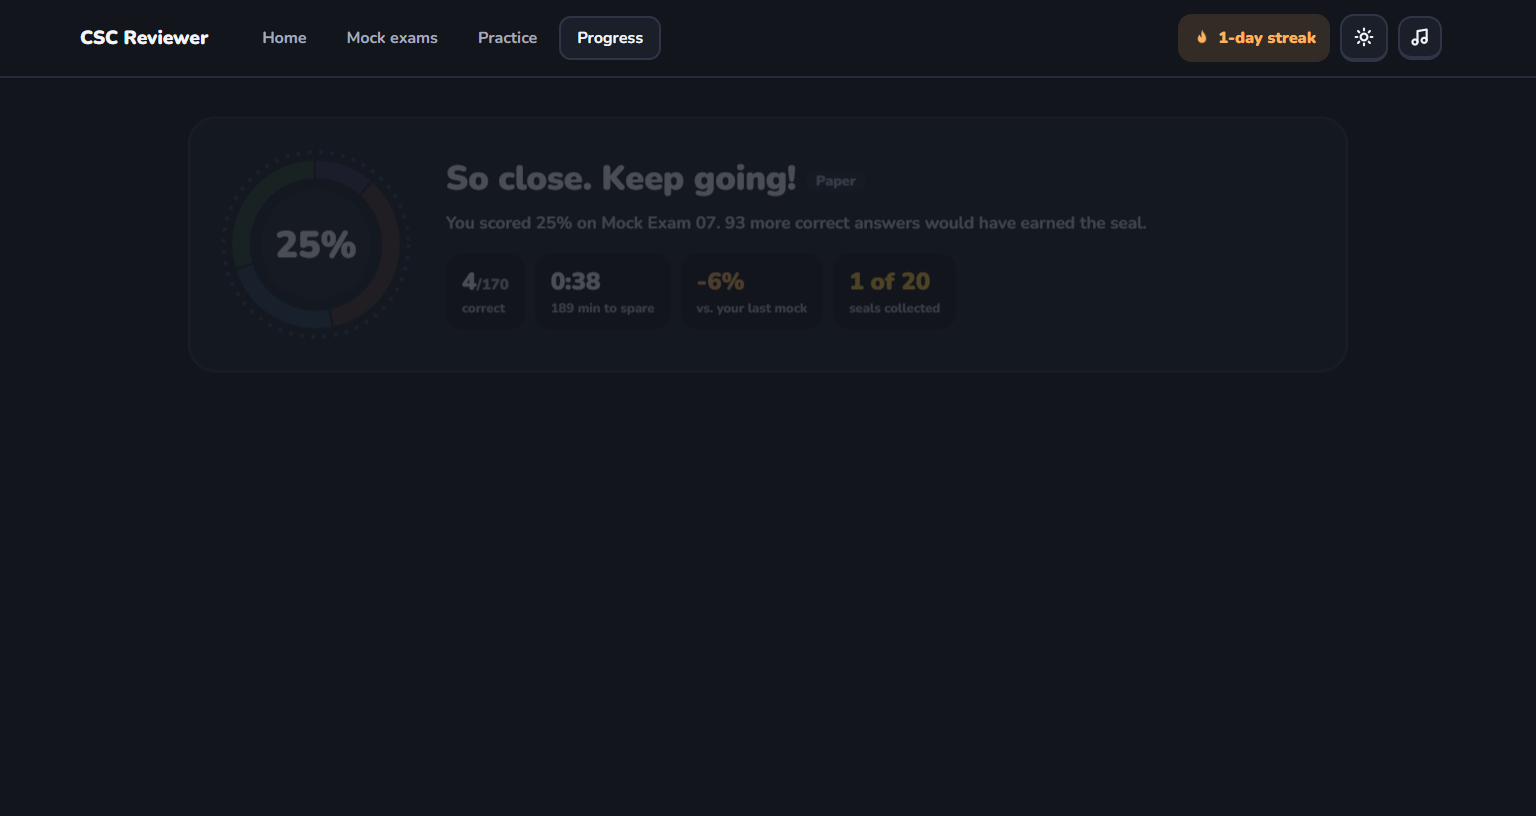 CSC Reviewer
Home
Mock exams
Practice
Progress
1-day streak
25%
So close. Keep going!
Paper
You scored 25% on Mock Exam 07. 93 more correct answers would have earned the seal.
4/170
correct
0:38
189 min to spare
-6%
vs. your last mock
1 of 20
seals collected